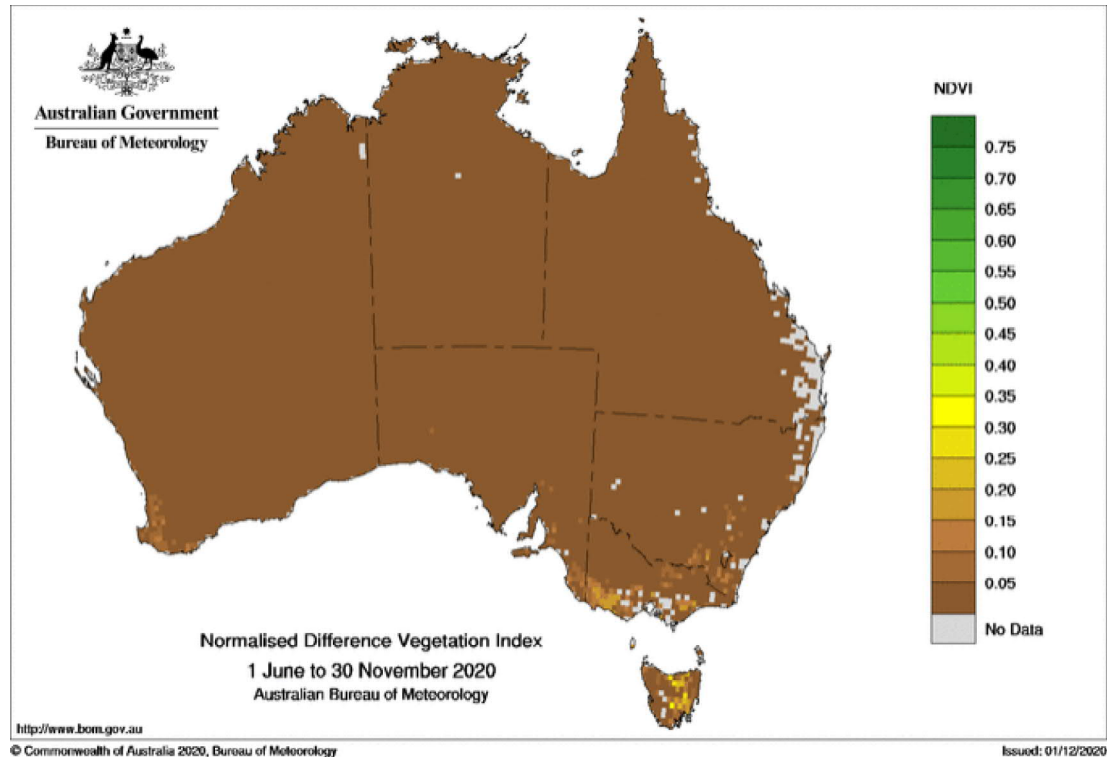 Australian Government
Bureau of Meteorology
NDVI
0.75
0.70
0.65
0.60
0.55
0.50
0.45
0.40
0.35
0.30
0.25
0.20
0.15
0.10
0.05
No Data
Normalised Difference Vegetation Index
1 June to 30 November 2020
Australian Bureau of Meteorology
http://www.bom.gov.au
© Commonwealth of Australia 2020, Bureau of Meteorology
Issued: 01/12/2020